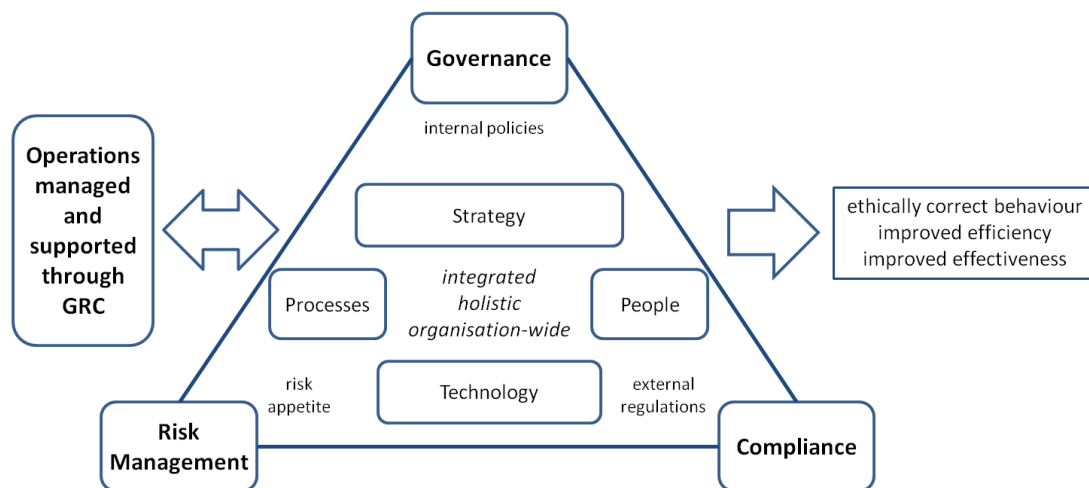 Governance
internal policies
Operations
managed
and
supported
through
GRC
Strategy
ethically correct behaviour
improved efficiency
improved effectiveness
Processes
integrated
holistic
organisation-wide
People
risk
appetite
Technology
external
regulations
Risk
Management
Compliance